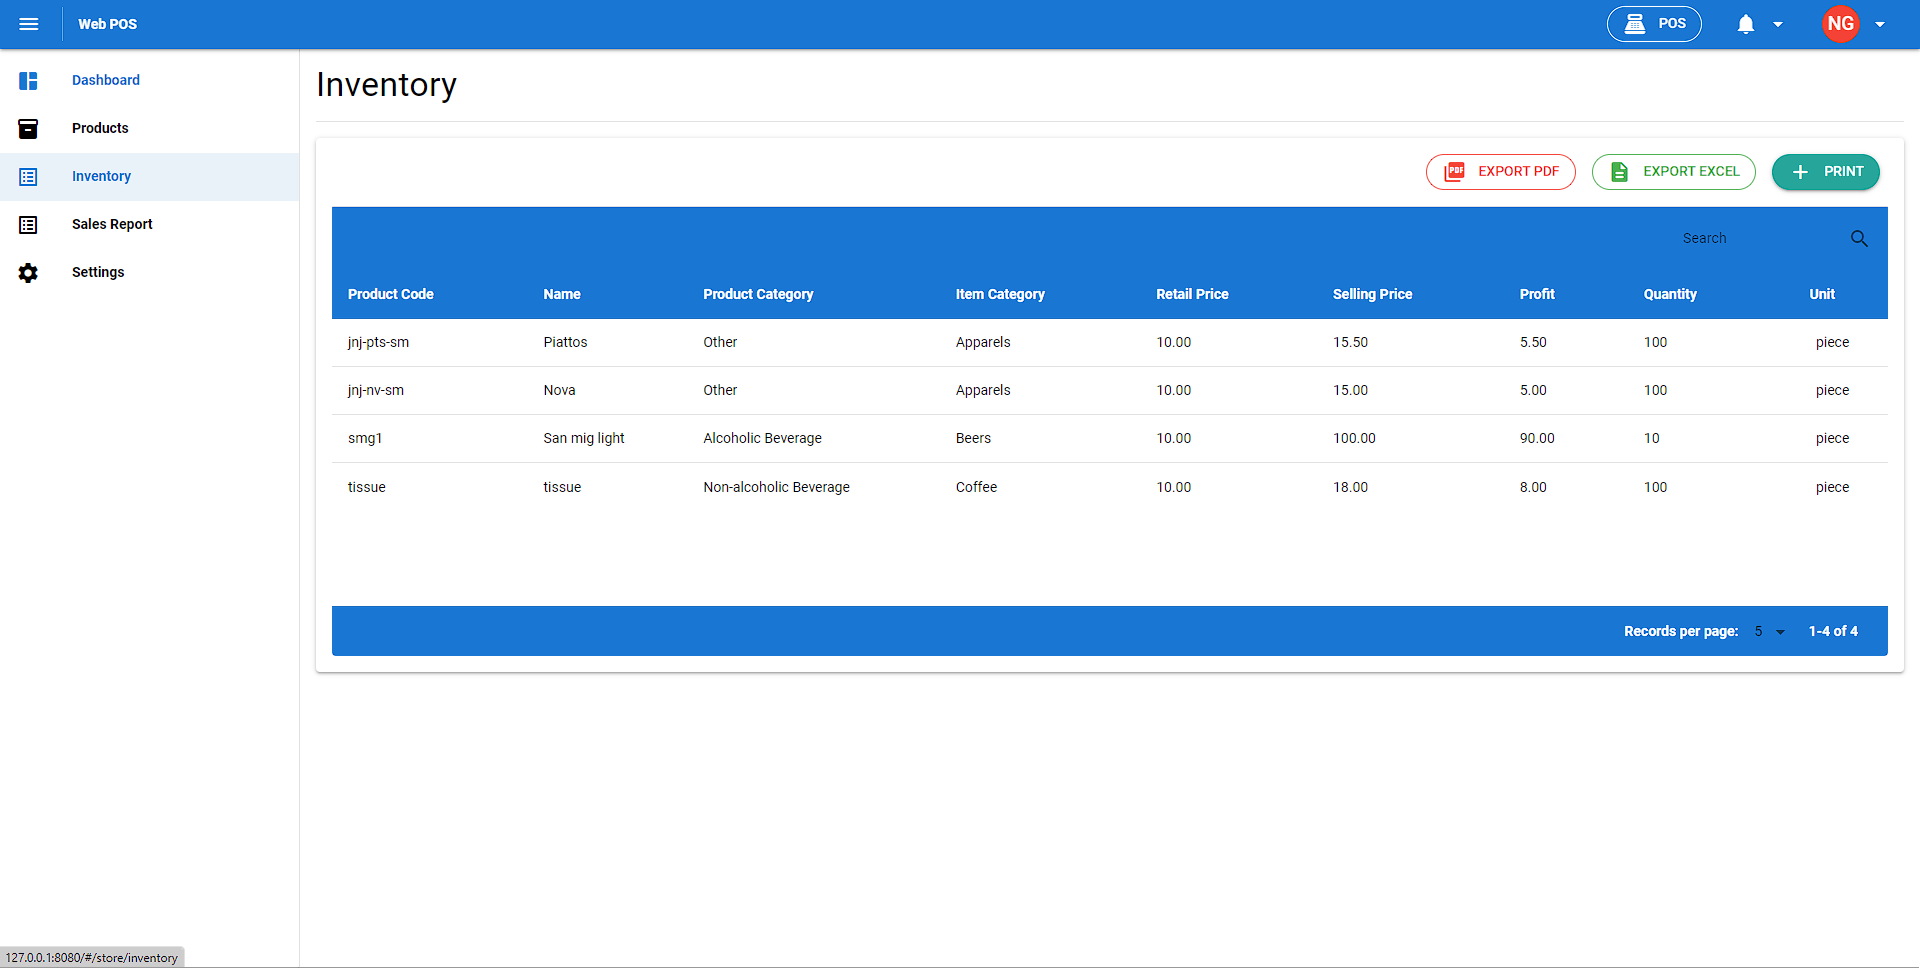 Web POS
POS
NG
Dashboard
Products
Inventory
Sales Report
Settings
Inventory
PDF EXPORT PDF
EXPORT EXCEL
PRINT
Search
Product Code Name Product Category Item Category Retail Price Selling Price Profit Quantity Unit
jnj-pts-sm Piattos Other Apparels 10.00 15.50 5.50 100 piece
jnj-nv-sm Nova Other Apparels 10.00 15.00 5.00 100 piece
smg1 San mig light Alcoholic Beverage Beers 10.00 100.00 90.00 10 piece
tissue tissue Non-alcoholic Beverage Coffee 10.00 18.00 8.00 100 piece
Records per page: 5 1-4 of 4
127.0.0.1:8080/#/store/inventory